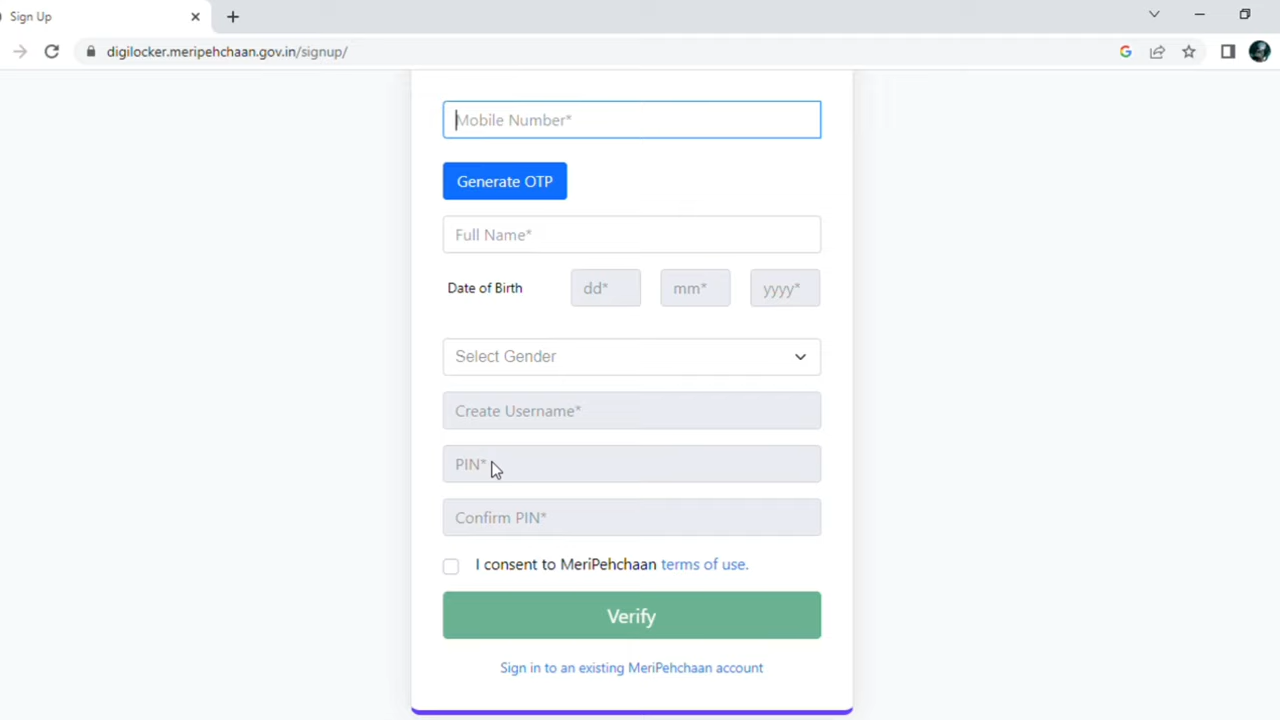 Sign Up
digilocker.meripehchaan.gov.in/signup/
Mobile Number*
Generate OTP
Full Name*
Date of Birth dd* mm* yyyy*
Select Gender
Create Username*
PIN*
Confirm PIN*
I consent to MeriPehchaan terms of use.
Verify
Sign in to an existing MeriPehchaan account